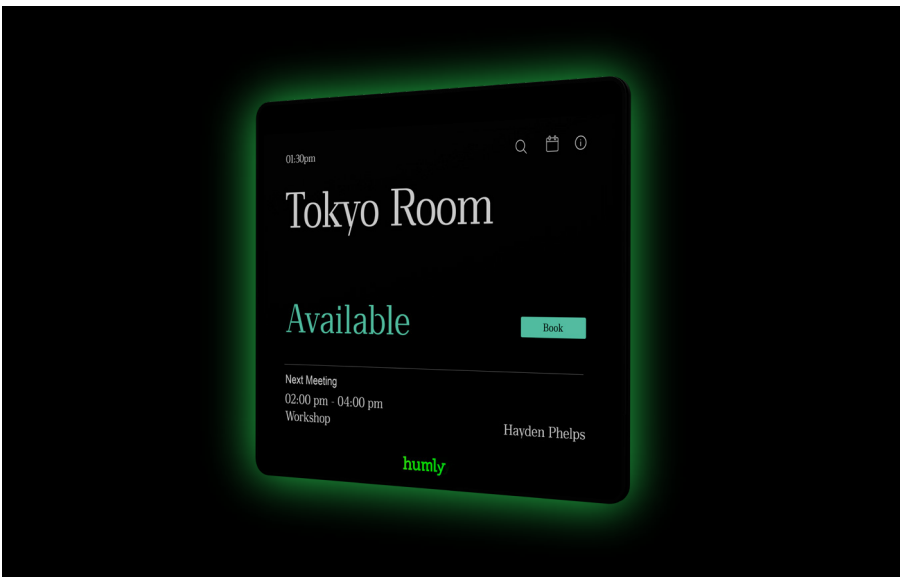 01:30pm
Tokyo Room
Available
Book
Next Meeting
02:00 pm - 04:00 pm
Workshop
Hayden Phelps
humly